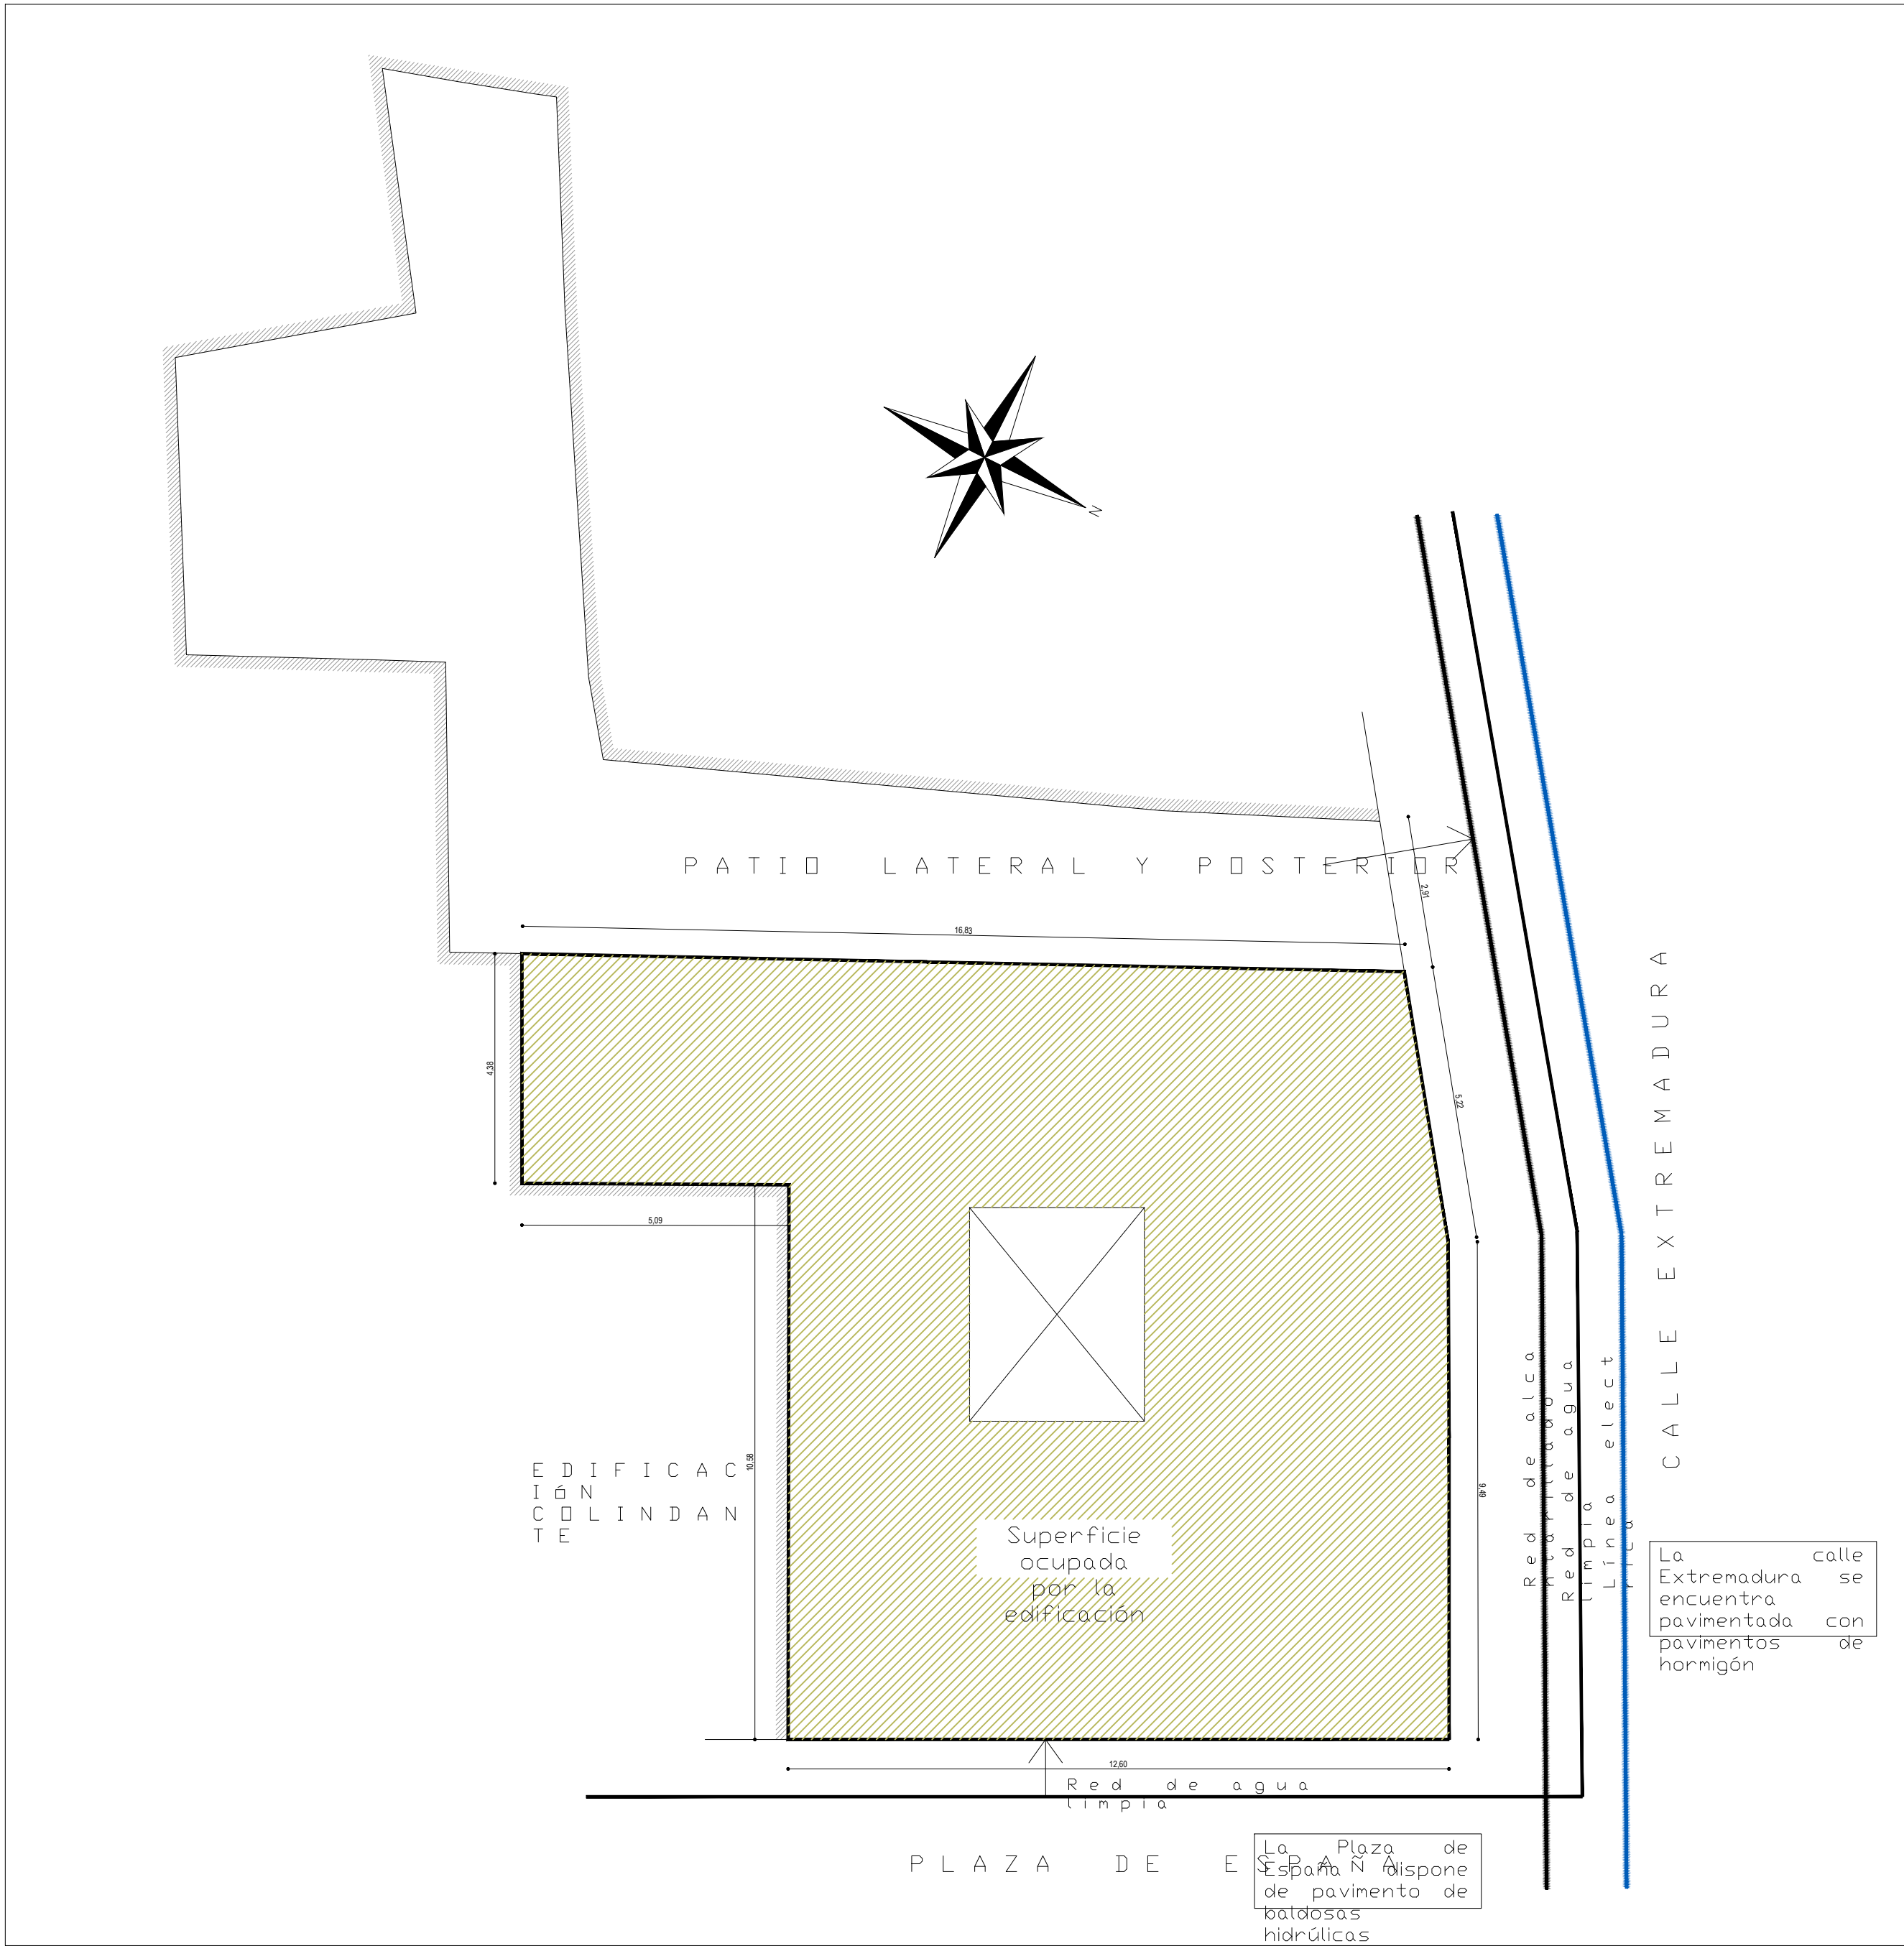 N
PATIO LATERAL Y POSTERIOR
2,91
16,83
4,38
5,22
5,09
CALLE EXTREMADURA
10,58
9,49
EDIFICAC
IóN
COLINDAN
TE
Superficie
ocupada
por la
edificación
Red de alca
ntarillado
Red de agua
limpia
Línea elect
rica
La calle
Extremadura se
encuentra
pavimentada con
pavimentos de
hormigón
12,60
Red de agua
limpia
PLAZA DE ESPAÑA
La Plaza de
España dispone
de pavimento de
baldosas
hidrúlicas